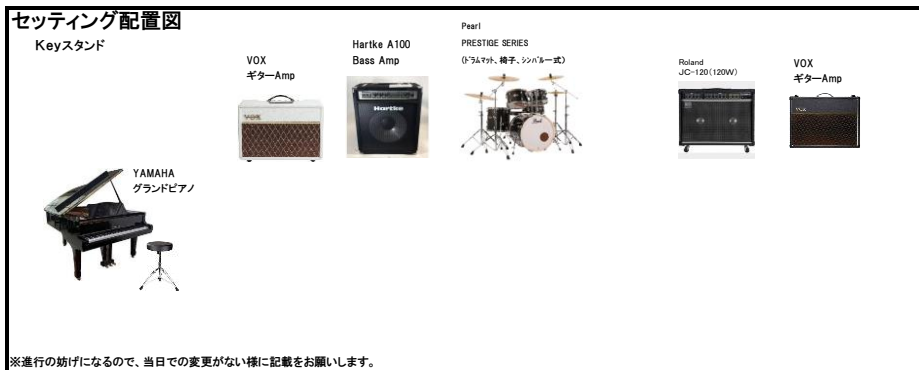 セッティング配置図
Keyスタンド
VOX
ギターAmp
Hartke A100
Bass Amp
Pearl
PRESTIGE SERIES
(ﾄﾞﾗﾑﾏｯﾄ、椅子、ｼﾝﾊﾞﾙ一式)
Roland
JC-120(120W)
VOX
ギターAmp
VOX
Hartke
Pearl
VOX
YAMAHA
グランドピアノ
※進行の妨げになるので、当日での変更がない様に記載をお願いします。